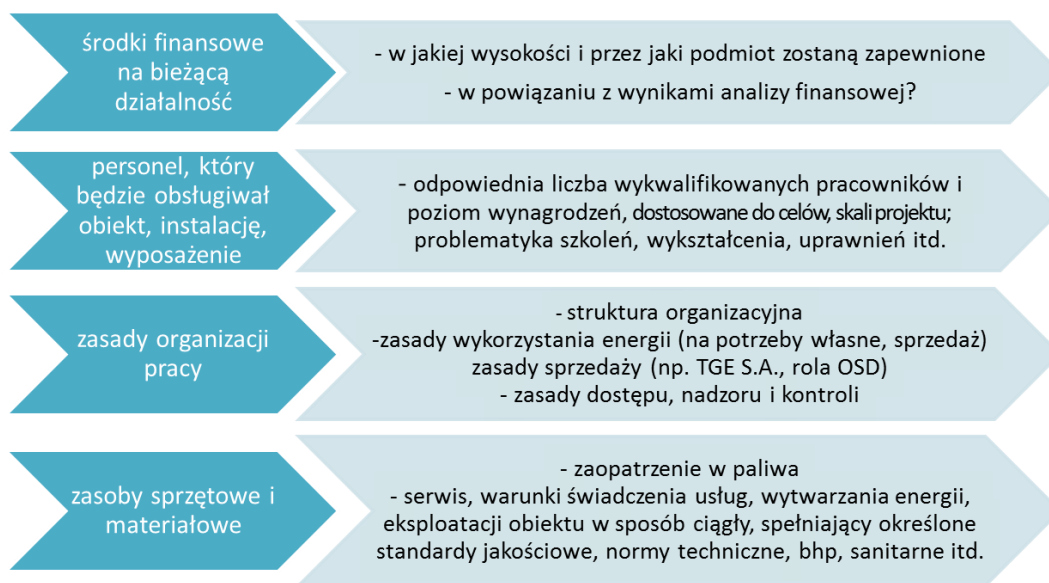 środki finansowe
na bieżącą
działalność
- w jakiej wysokości i przez jaki podmiot zostaną zapewnione
- w powiązaniu z wynikami analizy finansowej?
personel, który
będzie obsługiwał
obiekt, instalację,
wyposażenie
- odpowiednia liczba wykwalifikowanych pracowników i
poziom wynagrodzeń, dostosowane do celów, skali projektu;
problematyka szkoleń, wykształcenia, uprawnień itd.
zasady organizacji
pracy
- struktura organizacyjna
-zasady wykorzystania energii (na potrzeby własne, sprzedaż)
zasady sprzedaży (np. TGE S.A., rola OSD)
- zasady dostępu, nadzoru i kontroli
zasoby sprzętowe i
materiałowe
- zaopatrzenie w paliwa
- serwis, warunki świadczenia usług, wytwarzania energii,
eksploatacji obiektu w sposób ciągły, spełniający określone
standardy jakościowe, normy techniczne, bhp, sanitarne itd.